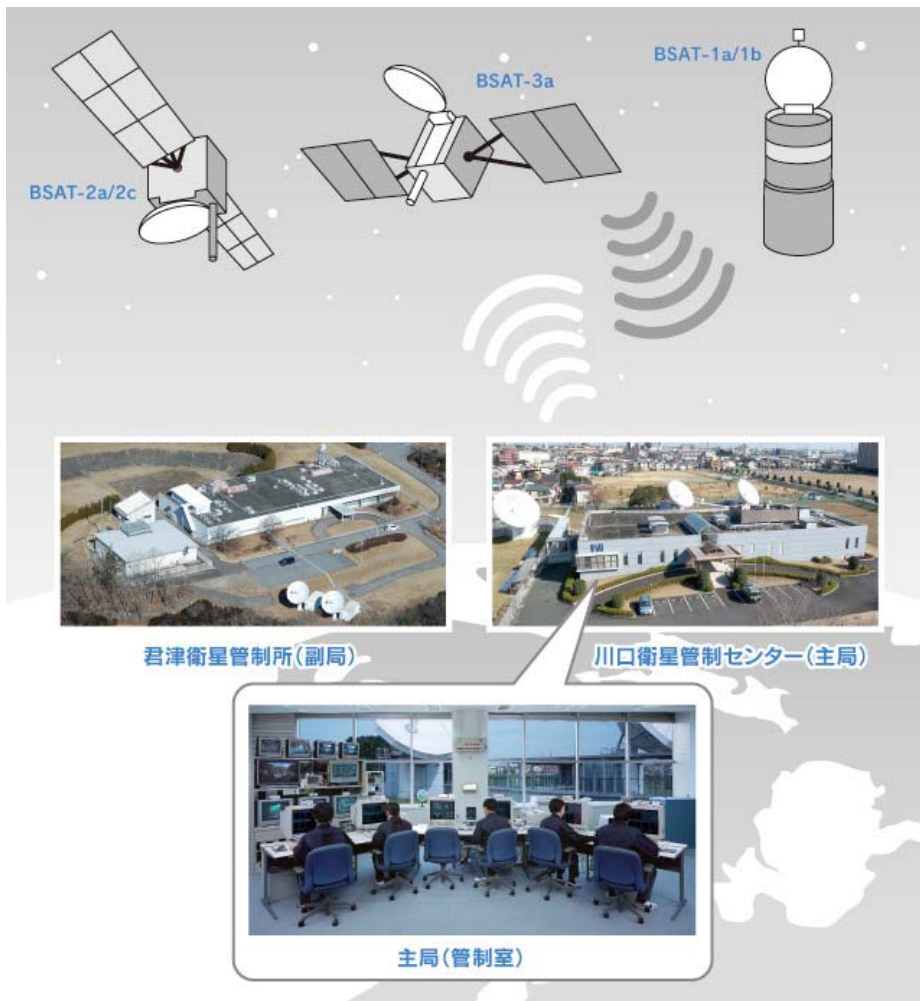 BSAT-1a/1b
BSAT-3a
BSAT-2a/2c
君津衛星管制所(副局)
川口衛星管制センター(主局)
主局(管制室)